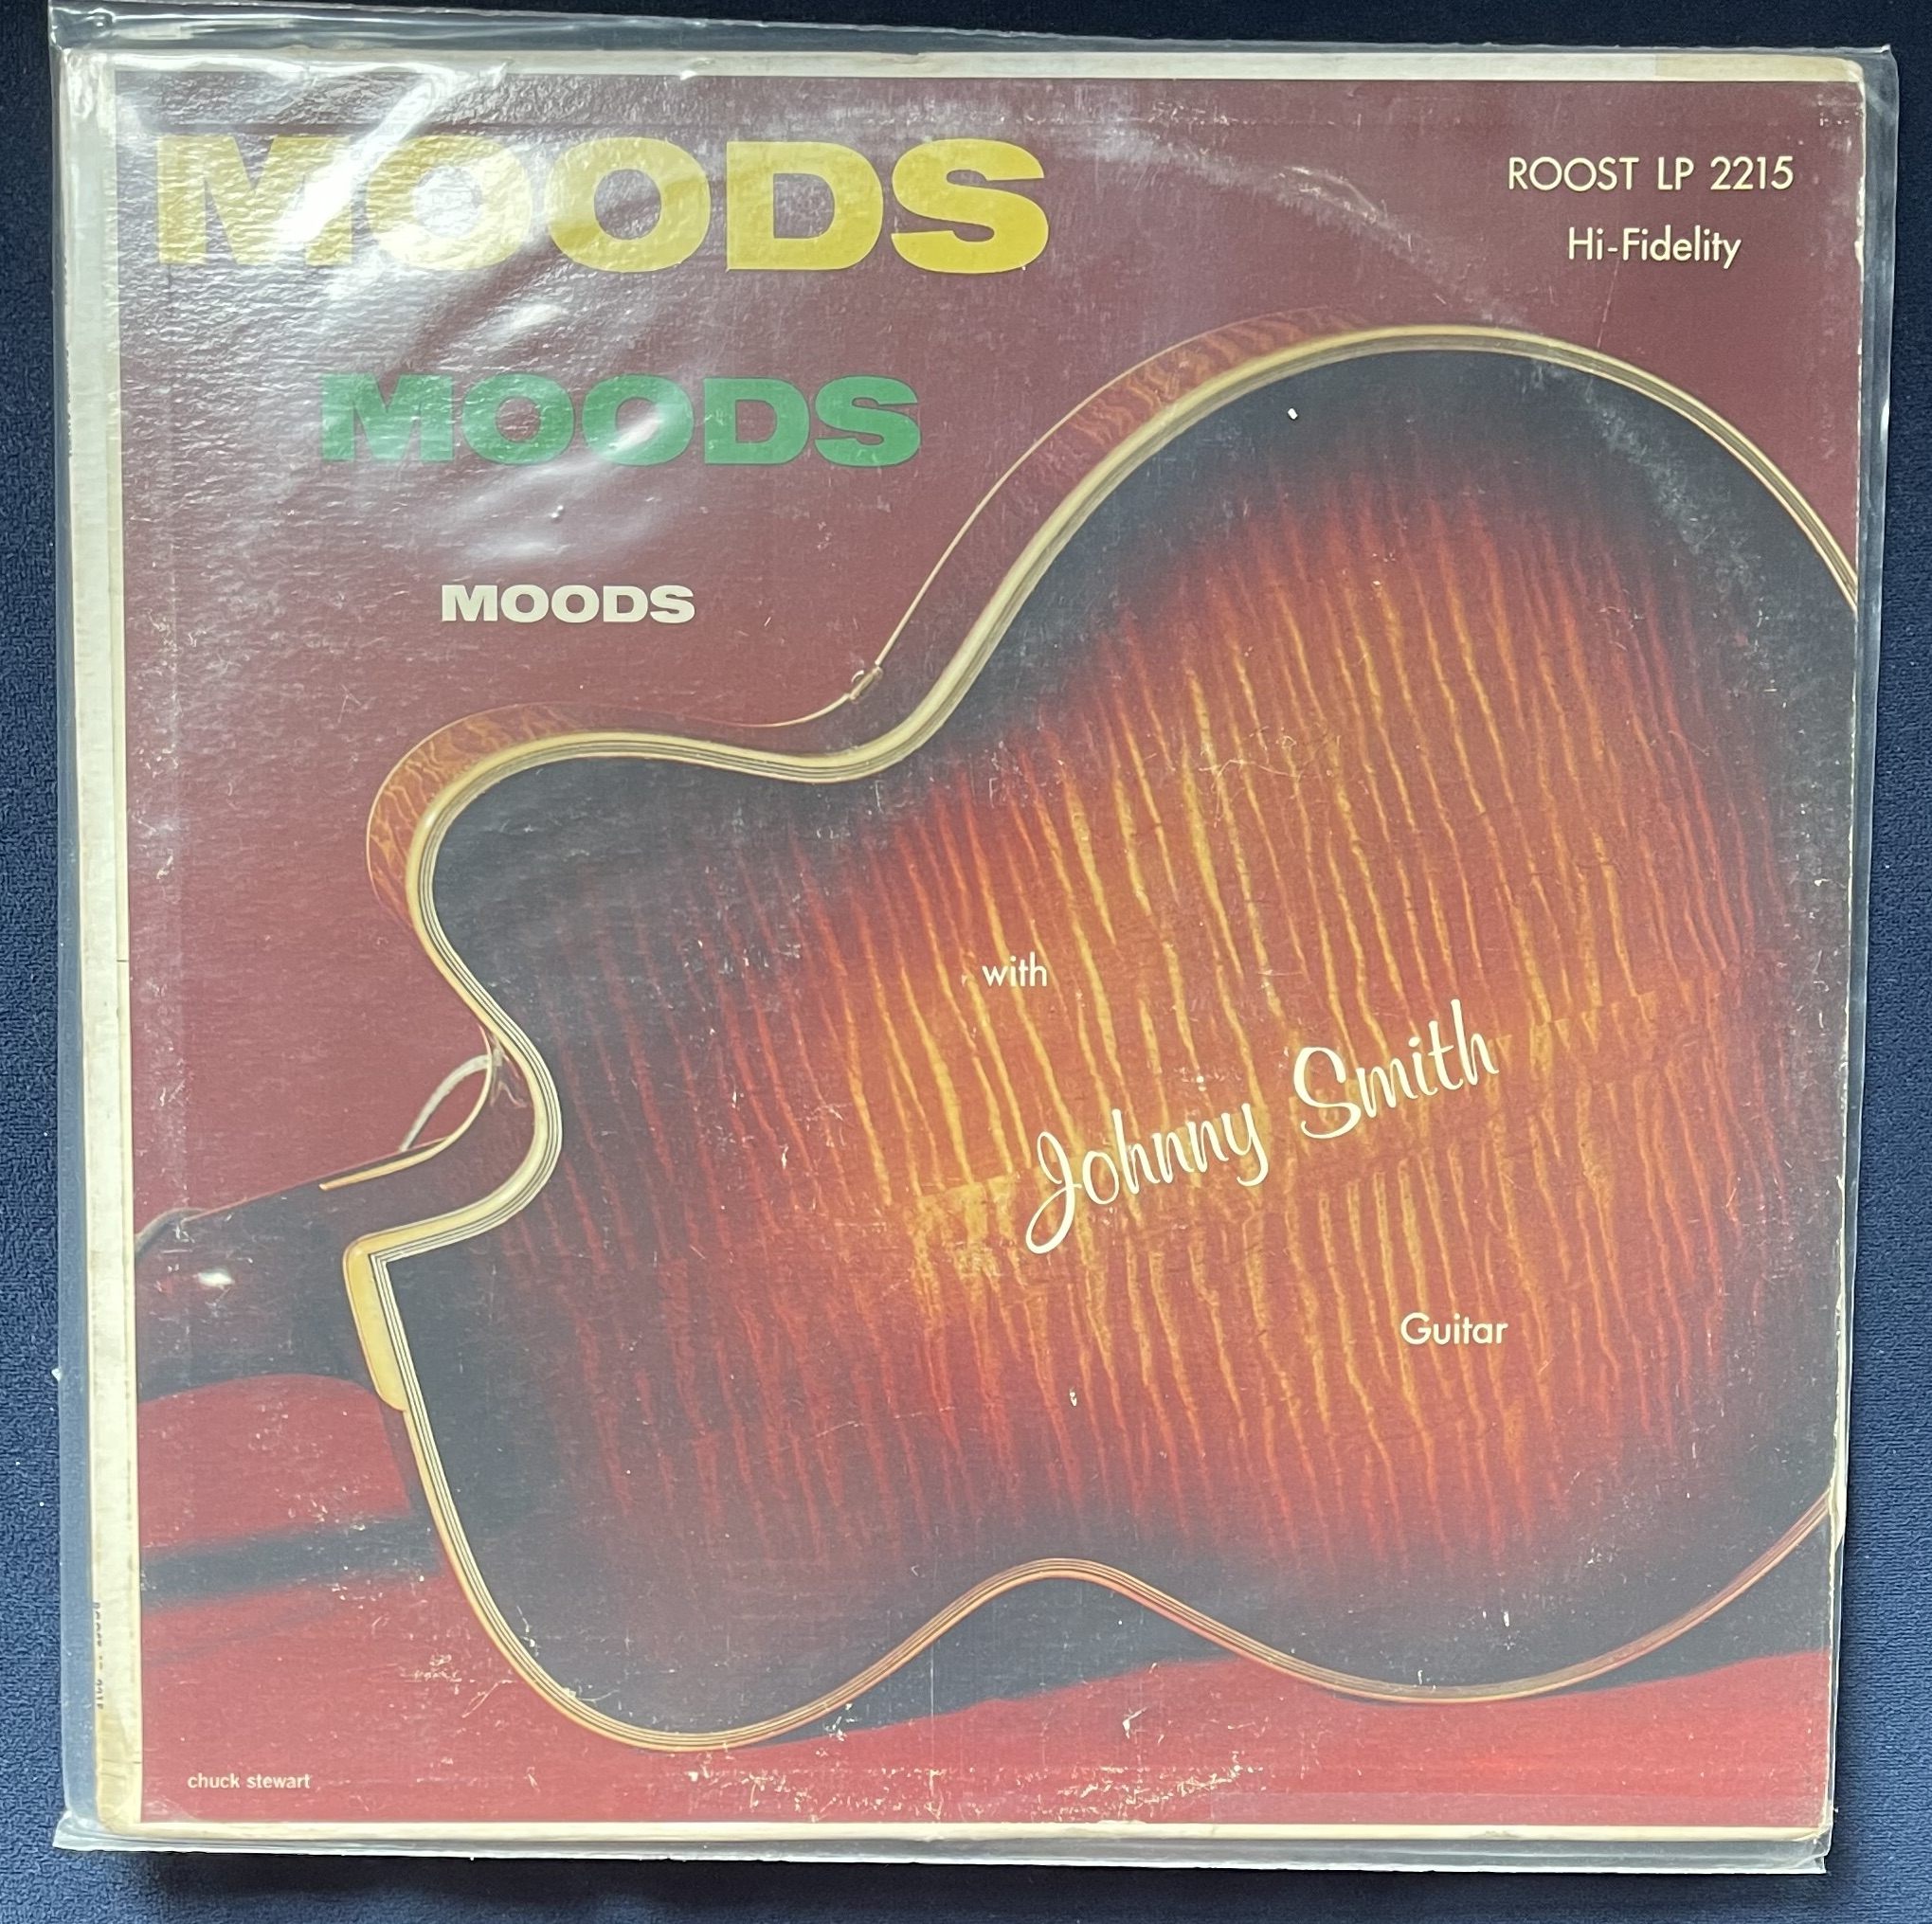 MOODS
ROOST LP 2215
Hi-Fidelity
MOODS
MOODS
with
Johnny Smith
Guitar
chuck stewart